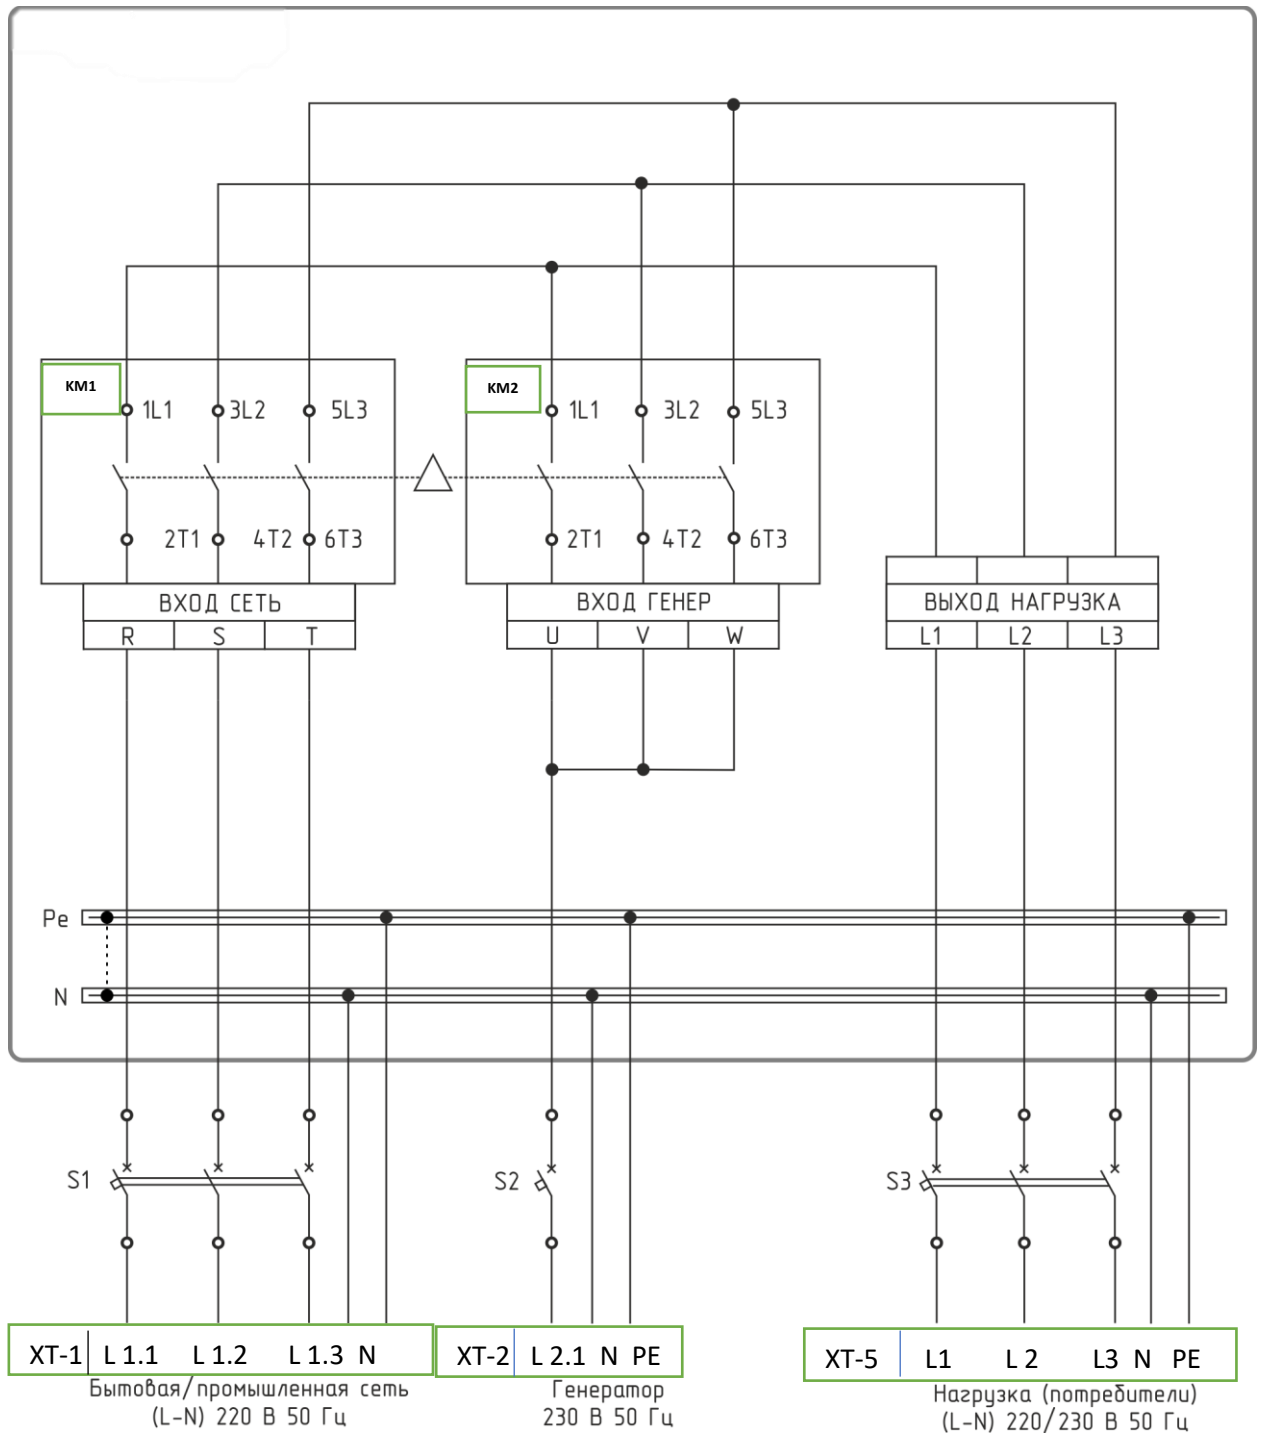 KM1
1L1 3L2 5L3
2T1 4T2 6T3
KM2
1L1 3L2 5L3
2T1 4T2 6T3
ВХОД СЕТЬ
R S T
ВХОД ГЕНЕР
U V W
ВЫХОД НАГРУЗКА
L1 L2 L3
Pe
N
S1
S2
S3
XT-1 L 1.1 L 1.2 L 1.3 N
Бытовая/промышленная сеть
(L-N) 220 В 50 Гц
XT-2 L 2.1 N PE
Генератор
230 В 50 Гц
XT-5 L1 L 2 L3 N PE
Нагрузка (потребители)
(L-N) 220/230 В 50 Гц